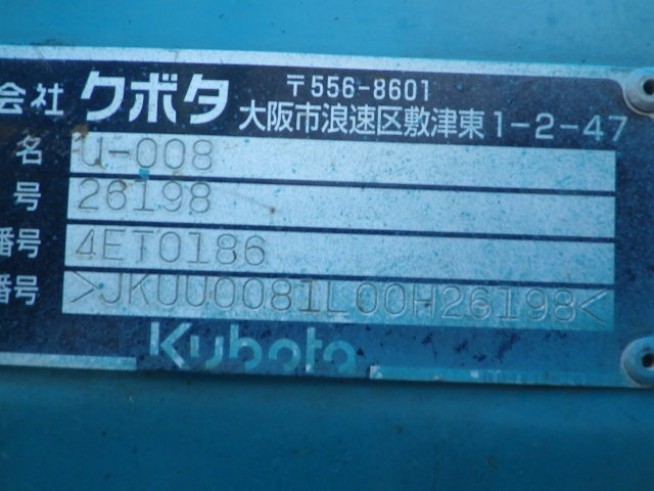 会社 クボタ 〒556-8601
大阪市浪速区敷津東1-2-47
名 U-008
号 26198
番号 4ET0186
番号 >JKUU0081L00H26198<
Kubota